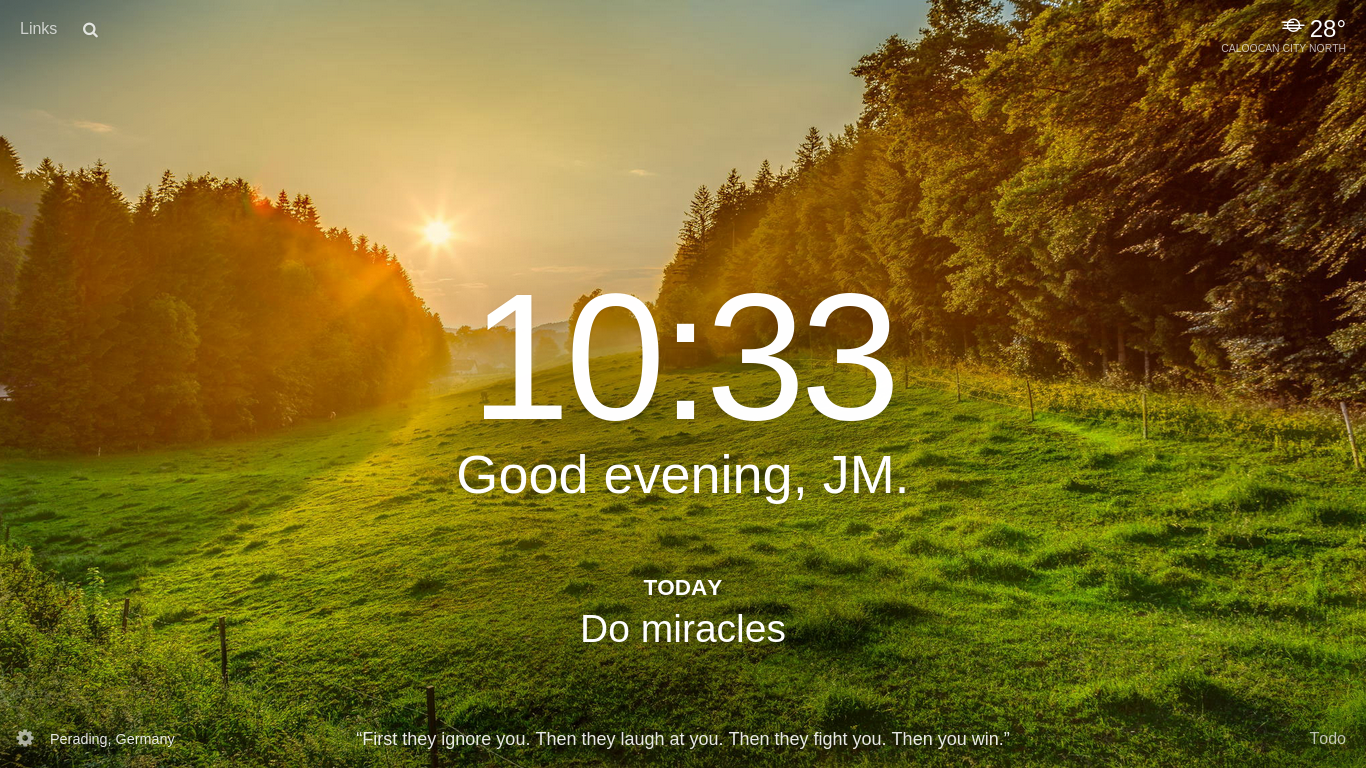 Links
28°
CALOOCAN CITY NORTH
10:33
Good evening, JM.
TODAY
Do miracles
Perading, Germany
“First they ignore you. Then they laugh at you. Then they fight you. Then you win.”
Todo